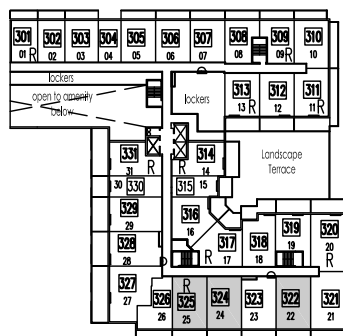 301 302 303 304 305 306 307 308 309 310
01 R 02 03 04 05 06 07 08 09 R 10
lockers
open to amenity
below
lockers
313 312 311
13 R 12 11 R
331 314
31 R R 14
Landscape
Terrace
30 330 315 15
329
29
316
16
328
28
317
17
318
18
319
19
320
20
R
327
27
326
26
R
325
25
324
24
323
23
322
22
321
21